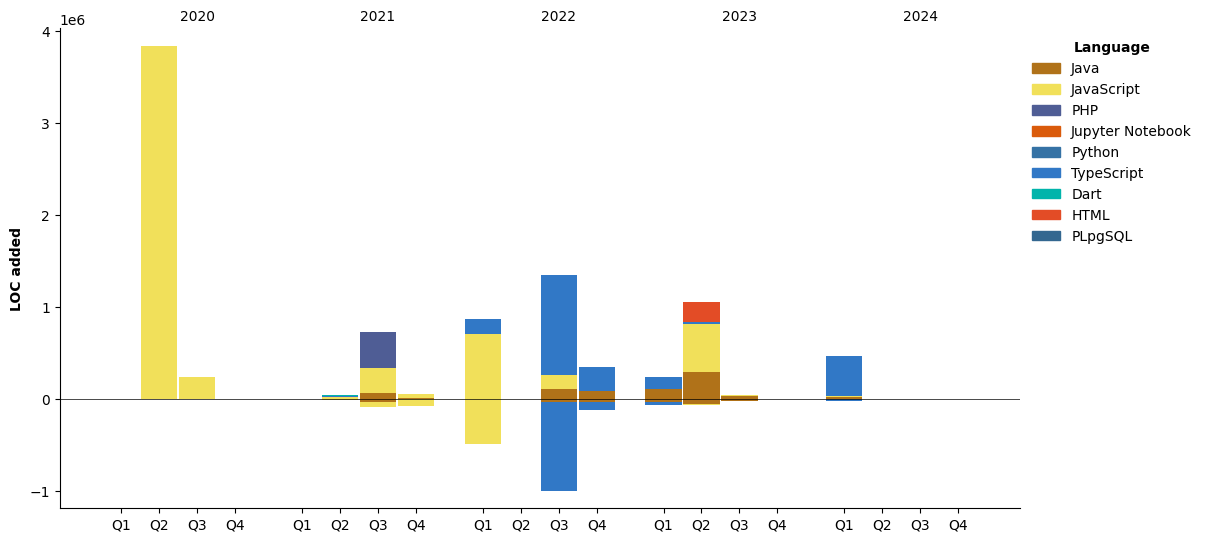 2020 2021 2022 2023 2024
1e6
4
3
2
1
0
−1
LOC added
Q1 Q2 Q3 Q4 Q1 Q2 Q3 Q4 Q1 Q2 Q3 Q4 Q1 Q2 Q3 Q4 Q1 Q2 Q3 Q4
Language
Java
JavaScript
PHP
Jupyter Notebook
Python
TypeScript
Dart
HTML
PLpgSQL